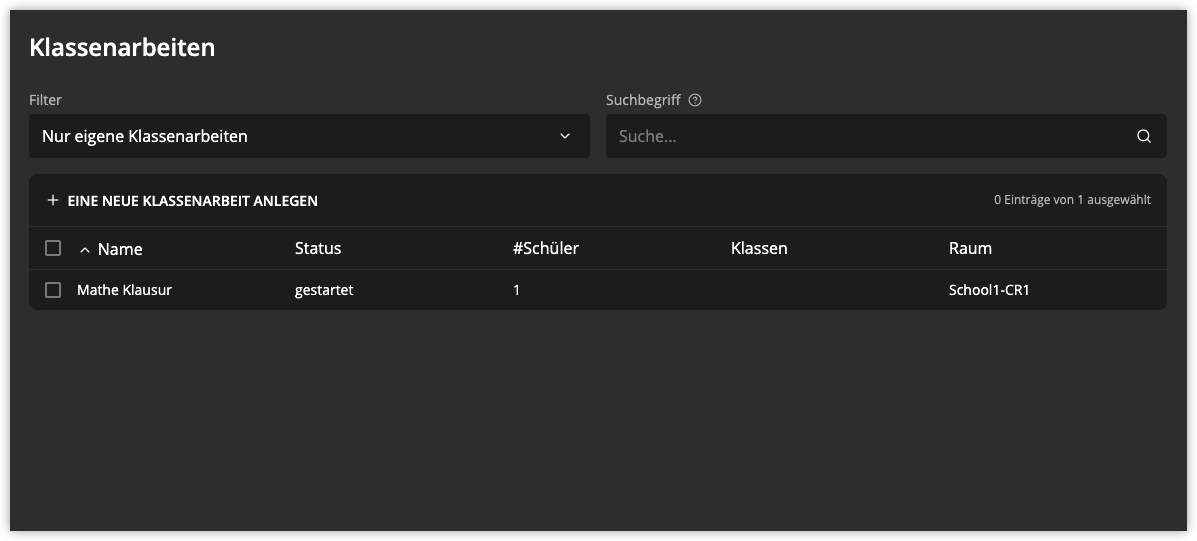 Klassenarbeiten
Filter
Suchbegriff
Nur eigene Klassenarbeiten
Suche...
+ EINE NEUE KLASSENARBEIT ANLEGEN
0 Einträge von 1 ausgewählt
Name Status #Schüler Klassen Raum
Mathe Klausur gestartet 1 School1-CR1